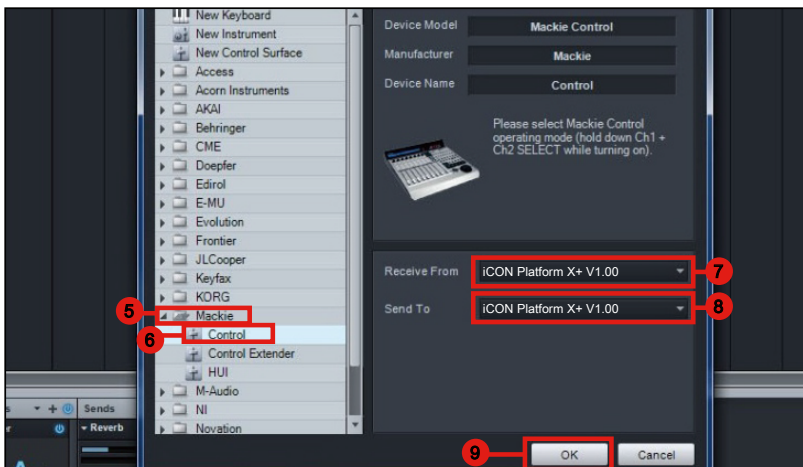 New Keyboard
New Instrument
New Control Surface
Access
Acorn Instruments
AKAI
Behringer
CME
Doepfer
Edirol
E-MU
Evolution
Frontier
JLCooper
Keyfax
KORG
5 Mackie
6 Control
Control Extender
HUI
M-Audio
NI
Novation
Device Model Mackie Control
Manufacturer Mackie
Device Name Control
Please select Mackie Control
operating mode (hold down Ch1 +
Ch2 SELECT while turning on).
Receive From iCON Platform X+ V1.00 7
Send To iCON Platform X+ V1.00 8
9 OK Cancel
Sends
Reverb